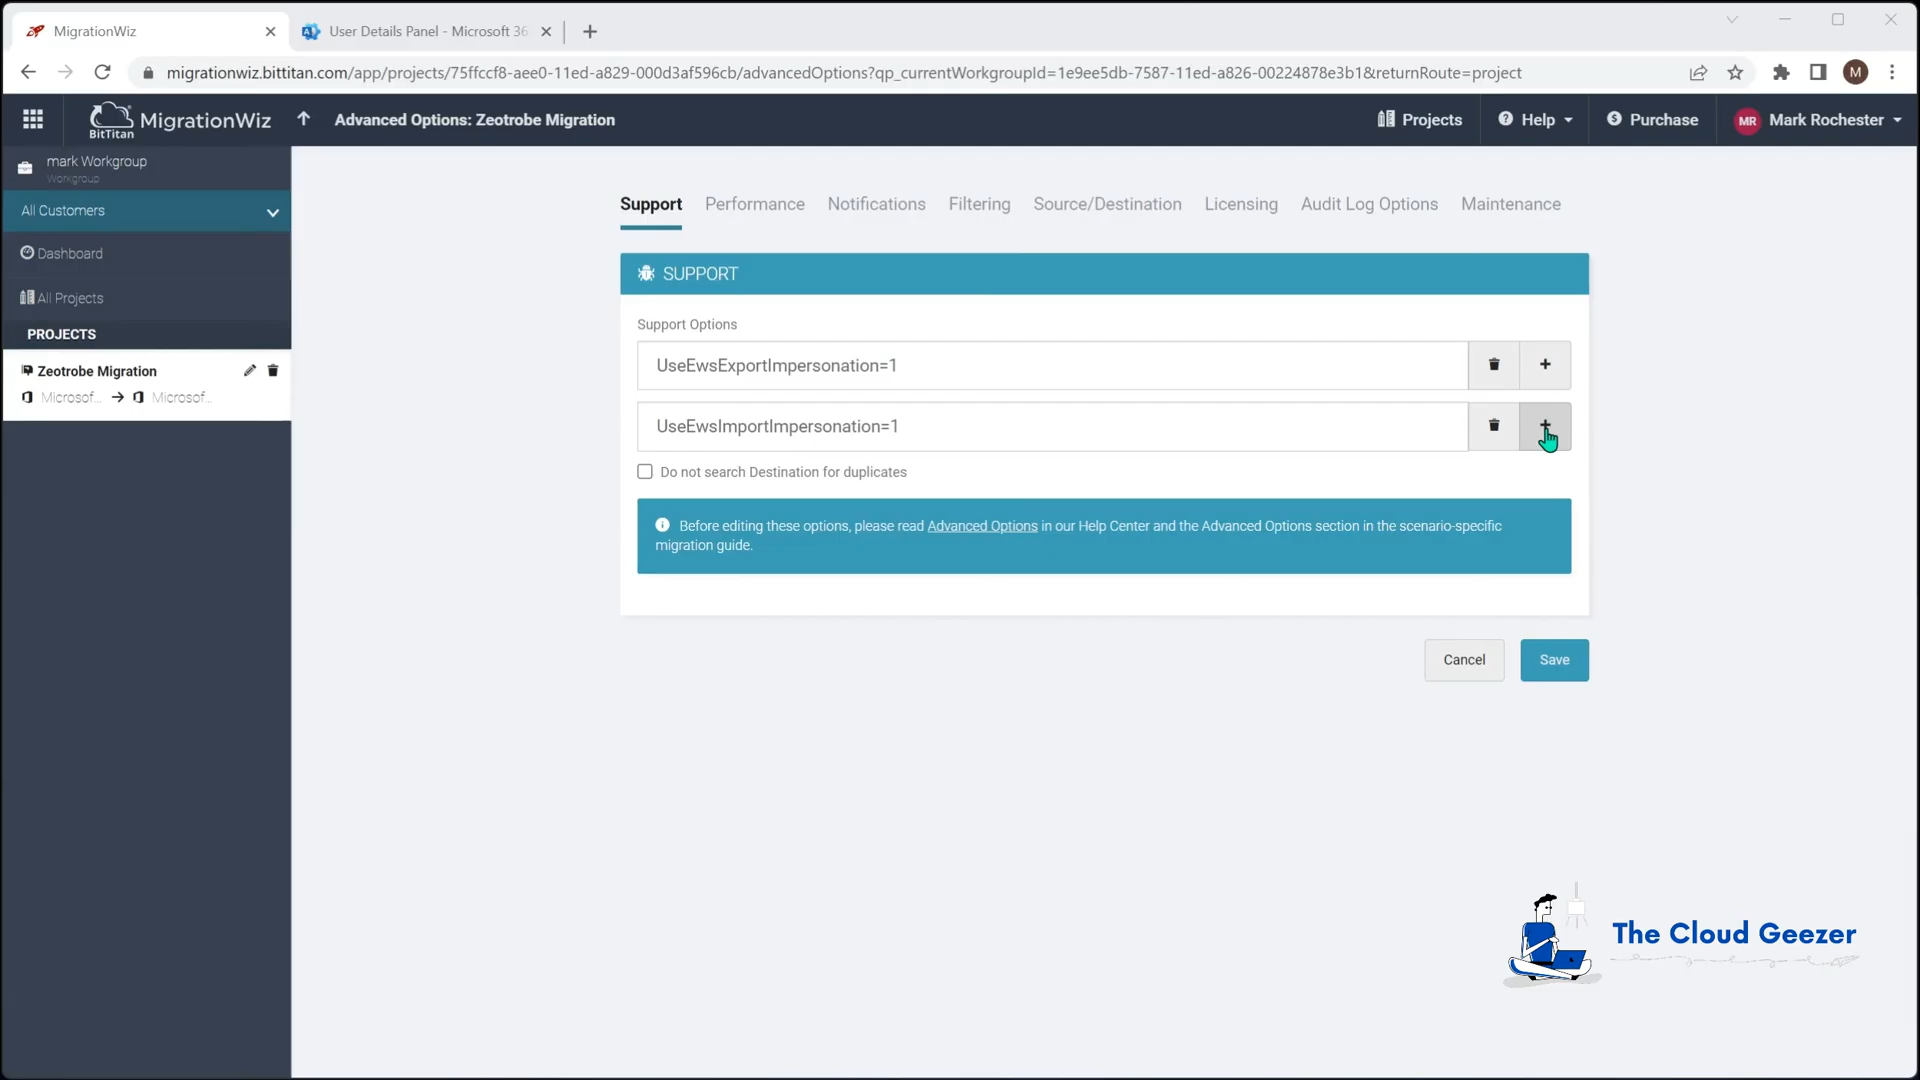 MigrationWiz
User Details Panel - Microsoft 36
migrationwiz.bittitan.com/app/projects/75ffccf8-aee0-11ed-a829-000d3af596cb/advancedOptions?qp_currentWorkgroupId=1e9ee5db-7587-11ed-a826-00224878e3b1&returnRoute=project
M
BitTitan MigrationWiz
Advanced Options: Zeotrobe Migration
Projects
Help
Purchase
MR Mark Rochester
mark Workgroup
Workgroup
All Customers
Dashboard
All Projects
PROJECTS
Zeotrobe Migration
Microsof... Microsof...
Support Performance Notifications Filtering Source/Destination Licensing Audit Log Options Maintenance
SUPPORT
Support Options
UseEwsExportImpersonation=1
UseEwsImportImpersonation=1
Do not search Destination for duplicates
Before editing these options, please read Advanced Options in our Help Center and the Advanced Options section in the scenario-specific
migration guide.
Cancel Save
The Cloud Geezer